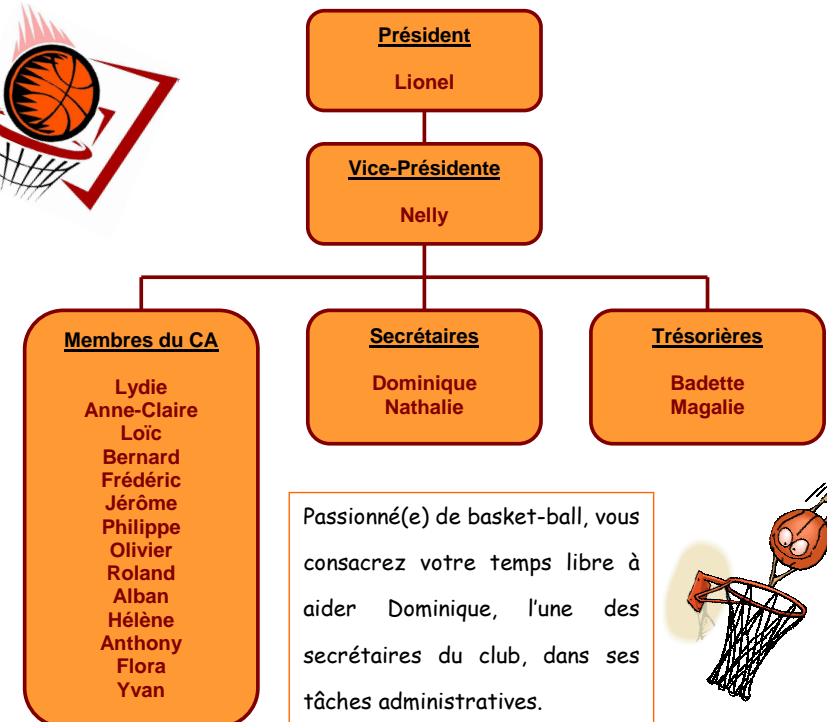 Président
Lionel
Vice-Présidente
Nelly
Membres du CA
Lydie
Anne-Claire
Loïc
Bernard
Frédéric
Jérôme
Philippe
Olivier
Roland
Alban
Hélène
Anthony
Flora
Yvan
Secrétaires
Dominique
Nathalie
Trésorières
Badette
Magalie
Passionné(e) de basket-ball, vous
consacrez votre temps libre à
aider Dominique, l'une des
secrétaires du club, dans ses
tâches administratives.